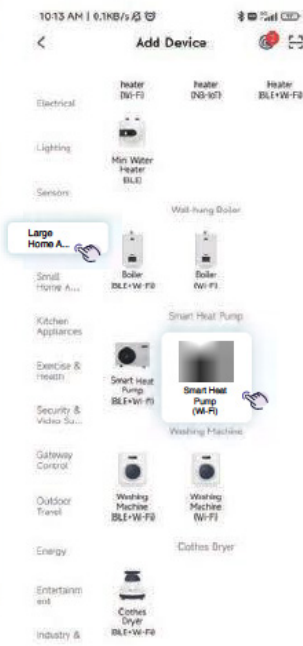 10:13 AM | 0.1KB/s
Add Device
heater
(Wi-Fi)
heater
(NB-IoT)
Heater
(BLE+Wi-Fi)
Electrical
Lighting
Mini Water
Heater
(BLE)
Sensors
Wall-hung Boiler
Large
Home A...
Boiler
(BLE+Wi-Fi)
Boiler
(Wi-Fi)
Small
Home A...
Smart Heat Pump
Kitchen
Appliances
Smart Heat
Pump
(BLE+Wi-Fi)
Smart Heat
Pump
(Wi-Fi)
Exercise &
Health
Security &
Video Su...
Washing Machine
Gateway
Control
Washing
Machine
(BLE+Wi-Fi)
Washing
Machine
(Wi-Fi)
Outdoor
Travel
Clothes Dryer
Energy
Entertainm
ent
Clothes
Dryer
(BLE+Wi-Fi)
Industry &